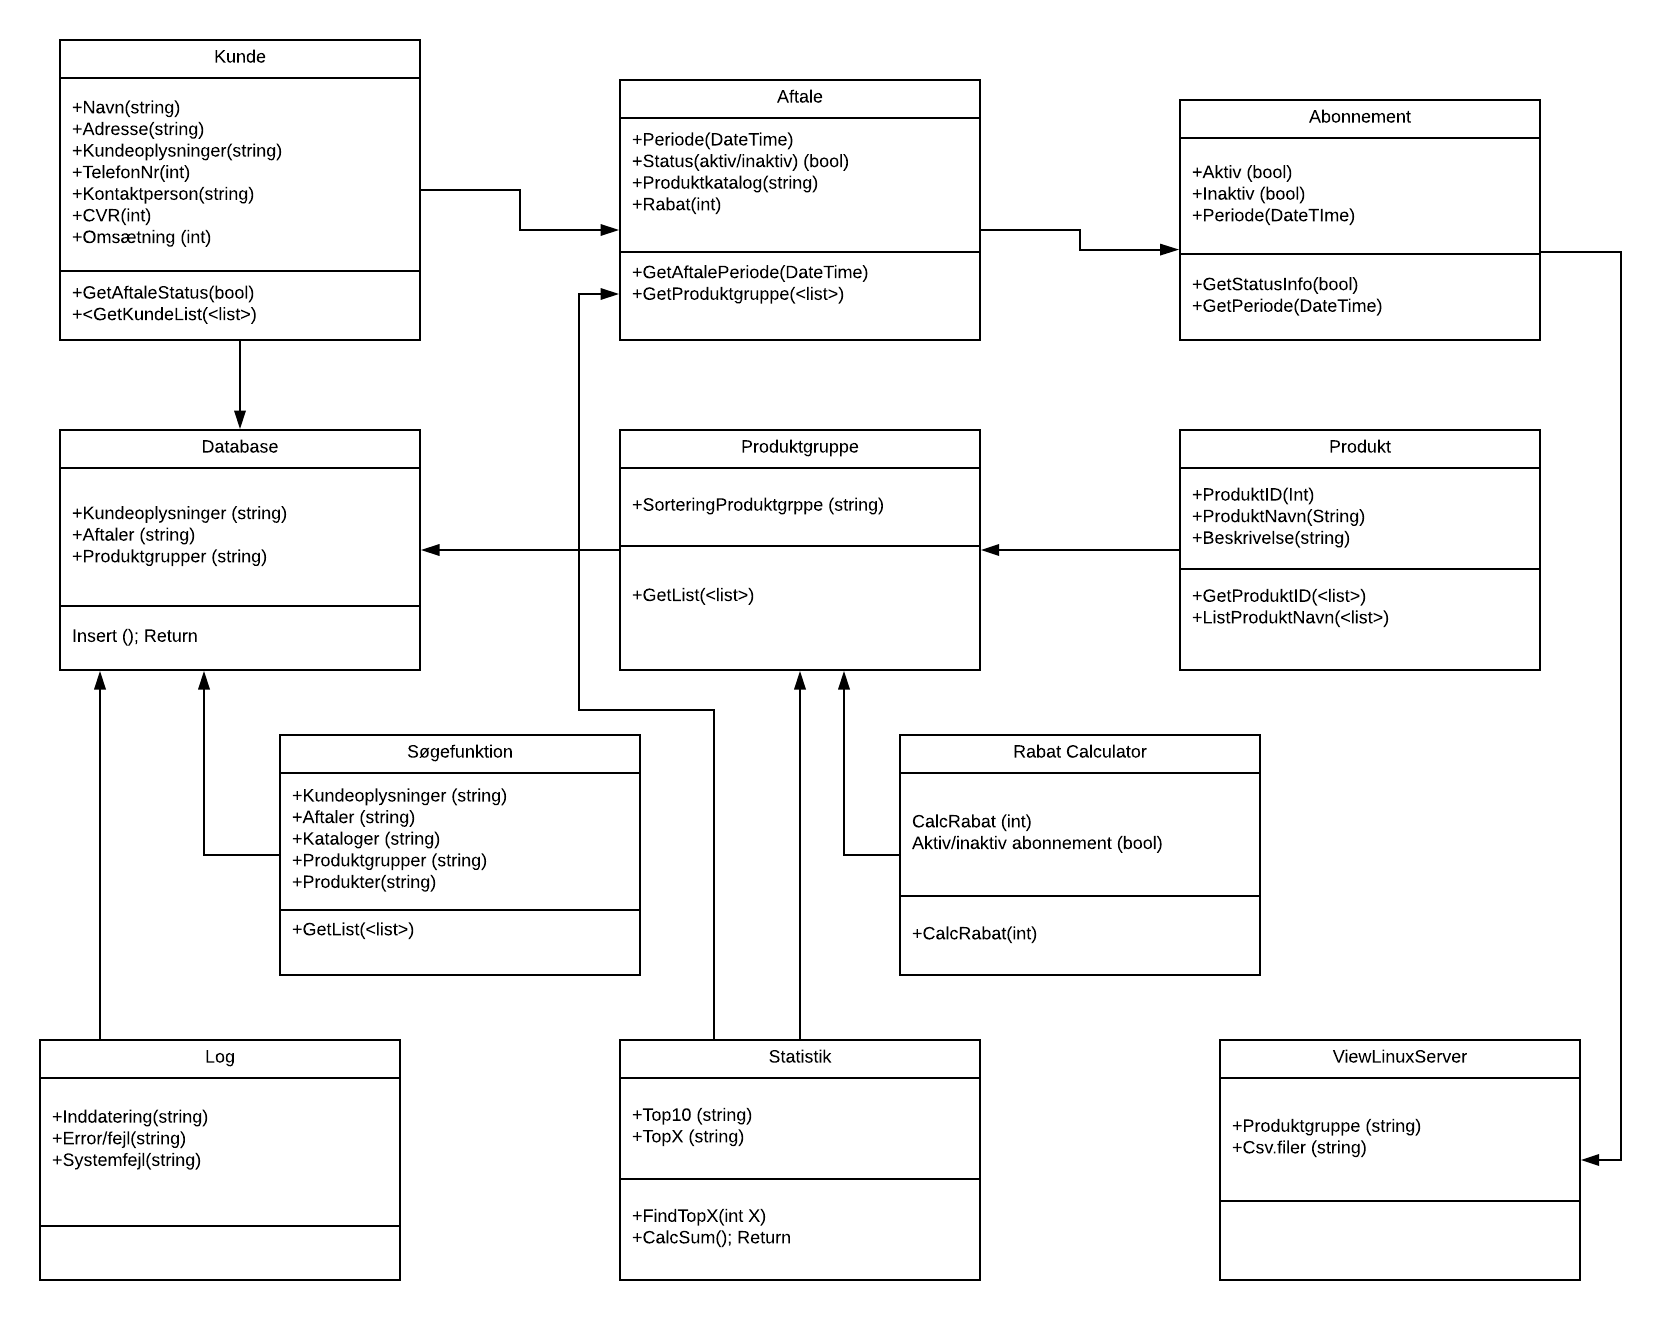 Kunde
+Navn(string)
+Adresse(string)
+Kundeoplysninger(string)
+TelefonNr(int)
+Kontaktperson(string)
+CVR(int)
+Omsætning (int)
+GetAftaleStatus(bool)
+<GetKundeList(<list>)
Aftale
+Periode(DateTime)
+Status(aktiv/inaktiv) (bool)
+Produktkatalog(string)
+Rabat(int)
+GetAftalePeriode(DateTime)
+GetProduktgruppe(<list>)
Abonnement
+Aktiv (bool)
+Inaktiv (bool)
+Periode(DateTIme)
+GetStatusInfo(bool)
+GetPeriode(DateTime)
Database
+Kundeoplysninger (string)
+Aftaler (string)
+Produktgrupper (string)
Insert (); Return
Produktgruppe
+SorteringProduktgrppe (string)
+GetList(<list>)
Produkt
+ProduktID(Int)
+ProduktNavn(String)
+Beskrivelse(string)
+GetProduktID(<list>)
+ListProduktNavn(<list>)
Søgefunktion
+Kundeoplysninger (string)
+Aftaler (string)
+Kataloger (string)
+Produktgrupper (string)
+Produkter(string)
+GetList(<list>)
Rabat Calculator
CalcRabat (int)
Aktiv/inaktiv abonnement (bool)
+CalcRabat(int)
Log
+Inddatering(string)
+Error/fejl(string)
+Systemfejl(string)
Statistik
+Top10 (string)
+TopX (string)
+FindTopX(int X)
+CalcSum(); Return
ViewLinuxServer
+Produktgruppe (string)
+Csv.filer (string)